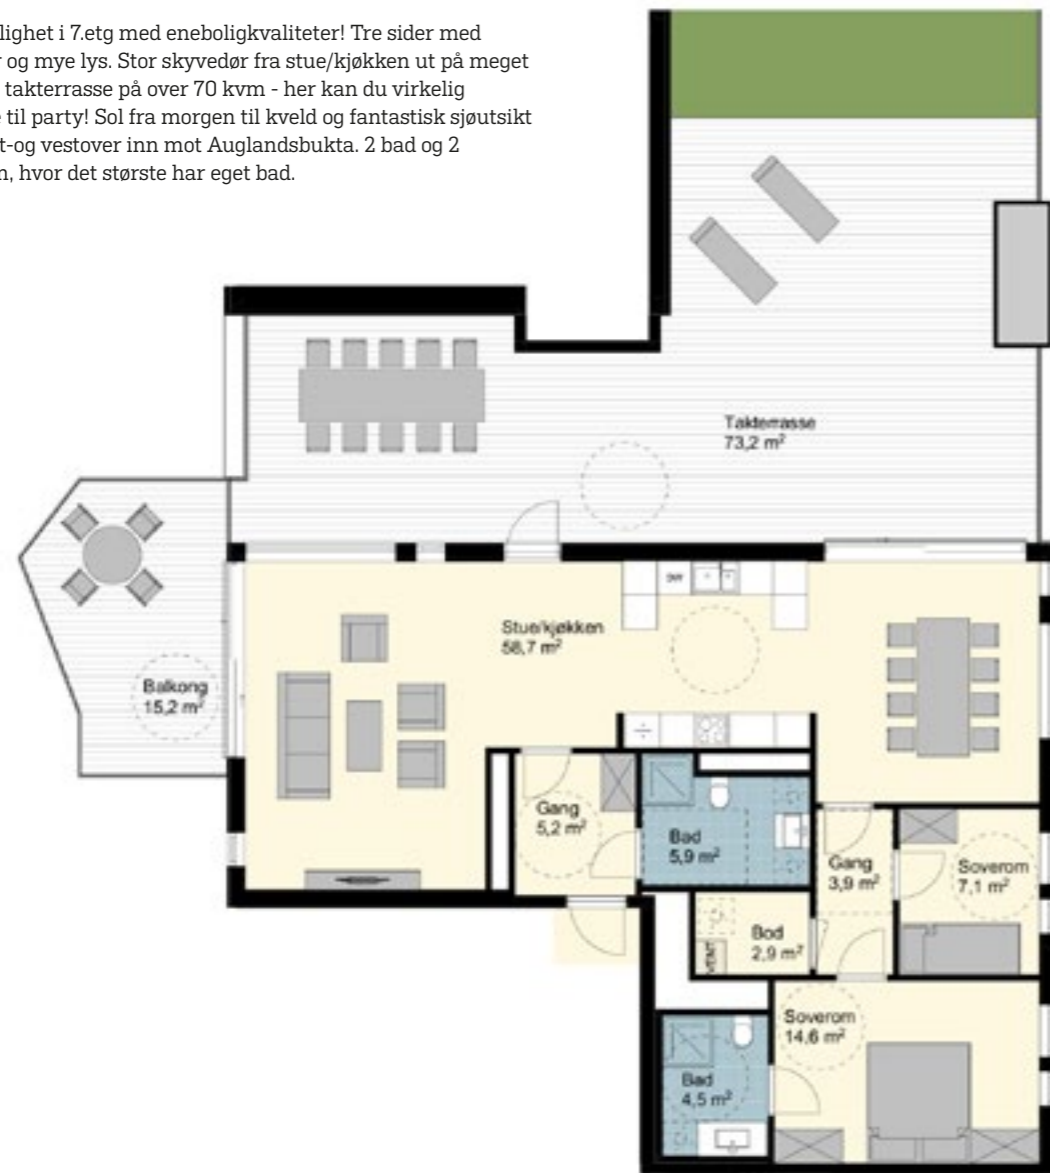 lighet i 7.etg med eneboligkvaliteter! Tre sider med
og mye lys. Stor skyvedør fra stue/kjøkken ut på meget
takterrasse på over 70 kvm - her kan du virkelig
til party! Sol fra morgen til kveld og fantastisk sjøutsikt
t-og vestover inn mot Auglandsbukta. 2 bad og 2
hvor det største har eget bad.
Takterrasse
73,2 m²
Stue/kjøkken
58,7 m²
Balkong
15,2 m²
Gang
5,2 m²
Bad
5,9 m²
Gang
3,9 m²
Soverom
7,1 m²
Bod
2,9 m²
VENT
Soverom
14,6 m²
Bad
4,5 m²